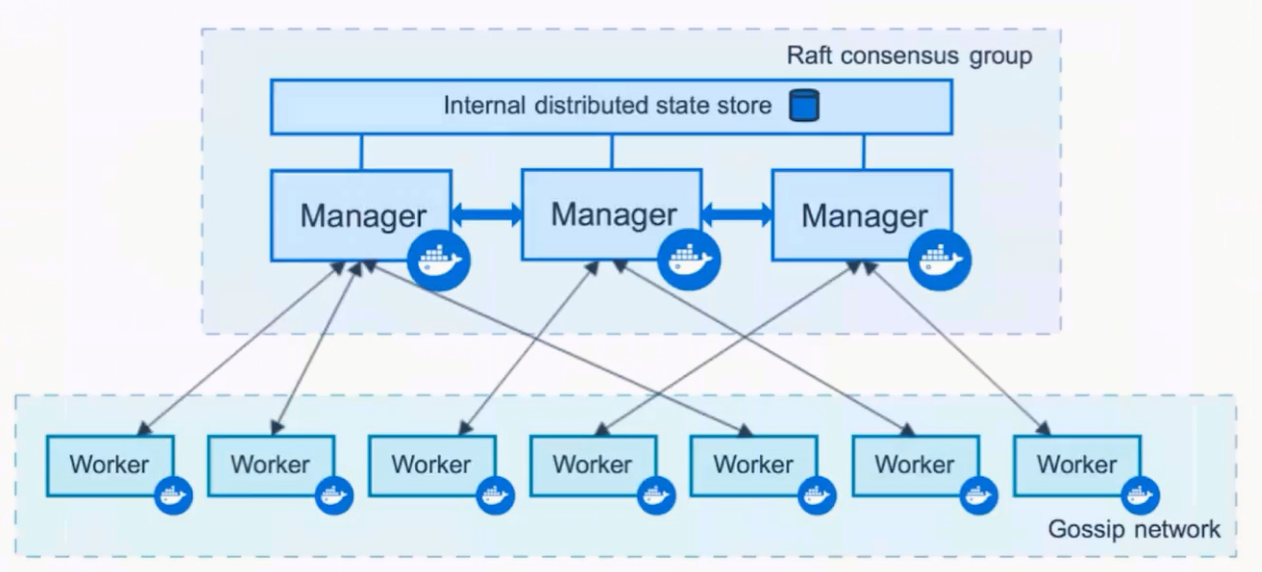 Raft consensus group
Internal distributed state store
Manager
Manager
Manager
Worker
Worker
Worker
Worker
Worker
Worker
Worker
Gossip network